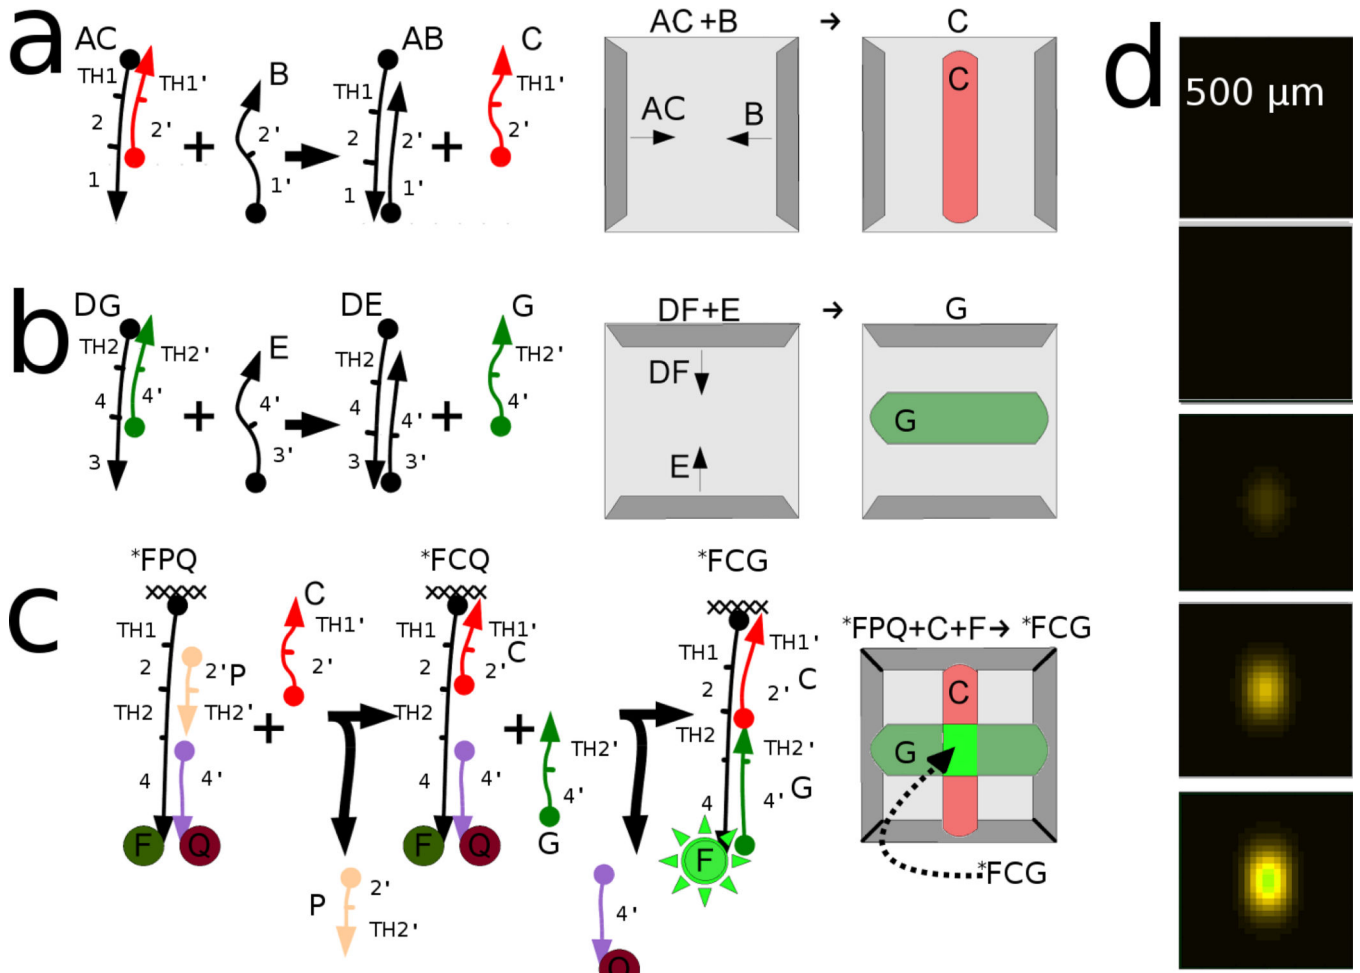 a
AC
TH1
TH1'
2
2'
1
+
B
2'
1'
AB
TH1
2
2'
1
1'
+
C
TH1'
2'
AC+B → C
AC
B
C
b
DG
TH2
TH2'
4
4'
3
+
E
4'
3'
DE
TH2
4
4'
3
3'
+
G
TH2'
4'
DF+E → G
DF
E
G
c
*FPQ
TH1
2
2'
P
TH2
TH2'
4
4'
F
Q
+
C
TH1'
2'
P
2'
TH2'
*FCQ
TH1
TH1'
2
2'
C
TH2
4
4'
F
Q
+
TH2'
4'
G
4'
Q
*FCG
TH1
TH1'
2
2'
C
TH2
TH2'
4
4'
G
F
*FPQ+C+F→ *FCG
C
G
*FCG
d
500 μm